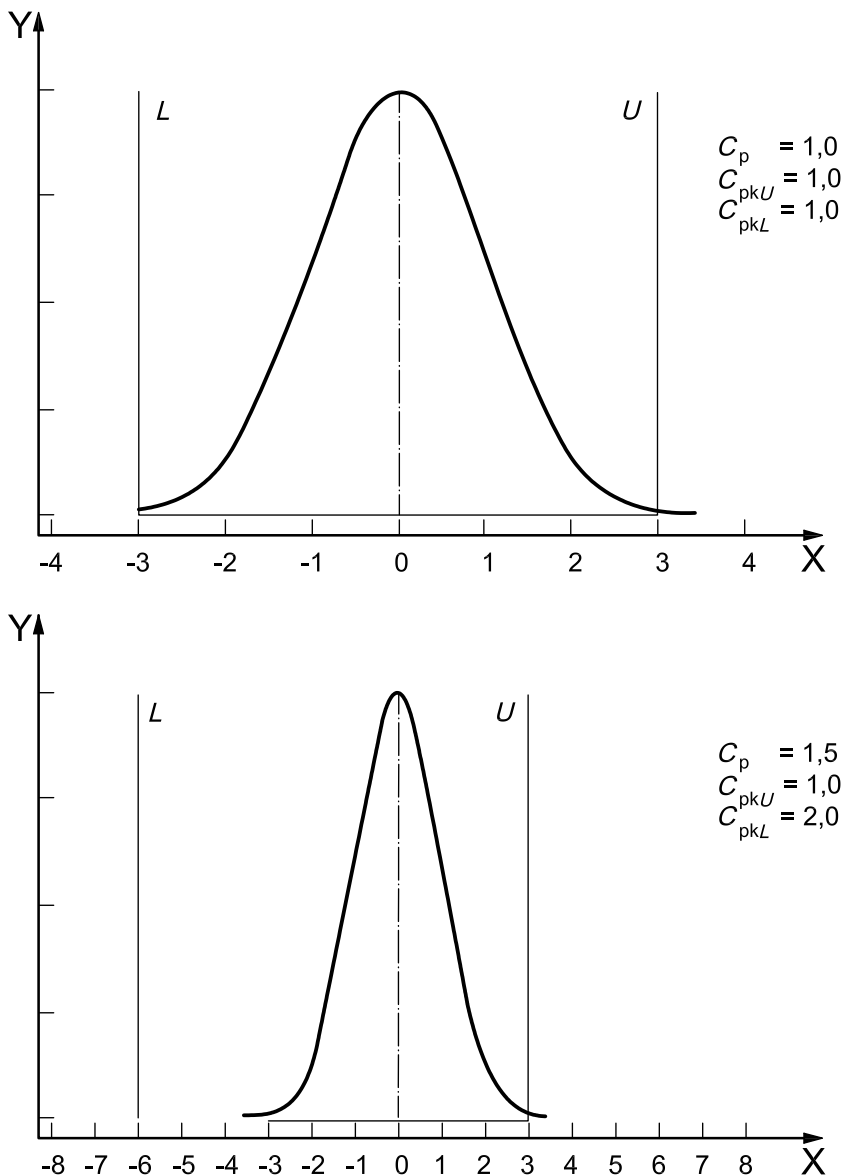 Y
L U
C_p = 1,0
C_pkU = 1,0
C_pkL = 1,0
-4 -3 -2 -1 0 1 2 3 4 X
Y
L U
C_p = 1,5
C_pkU = 1,0
C_pkL = 2,0
-8 -7 -6 -5 -4 -3 -2 -1 0 1 2 3 4 5 6 7 8 X